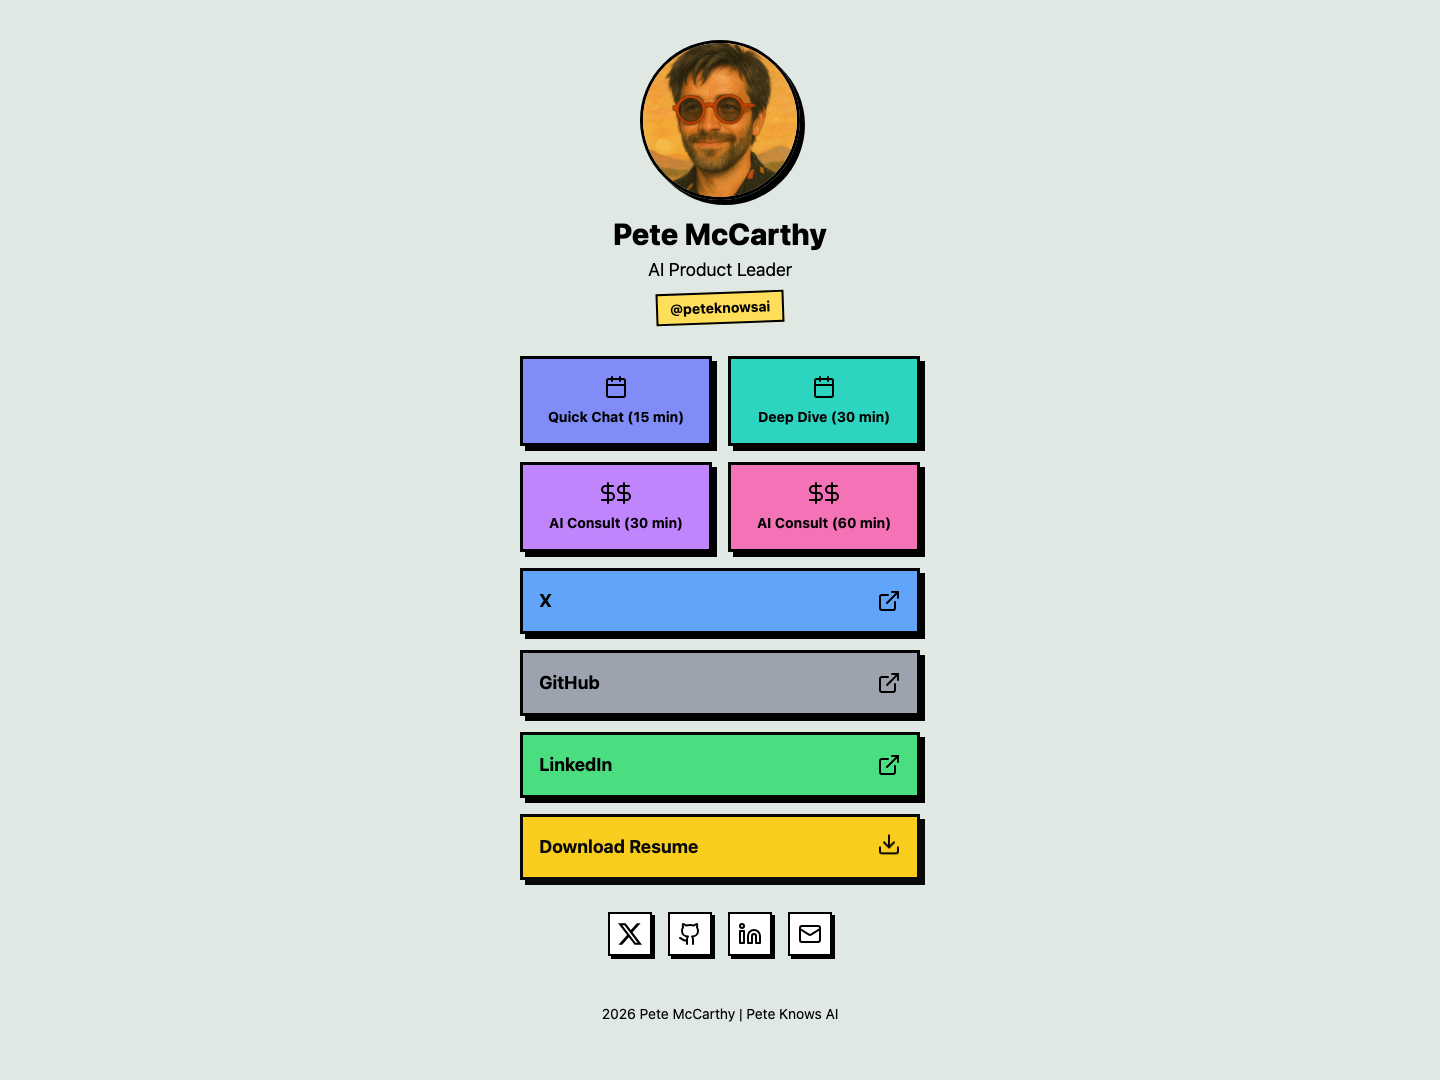 Pete McCarthy
AI Product Leader
@peteknowsai
Quick Chat (15 min)
Deep Dive (30 min)
AI Consult (30 min)
AI Consult (60 min)
X
GitHub
LinkedIn
Download Resume
2026 Pete McCarthy | Pete Knows AI